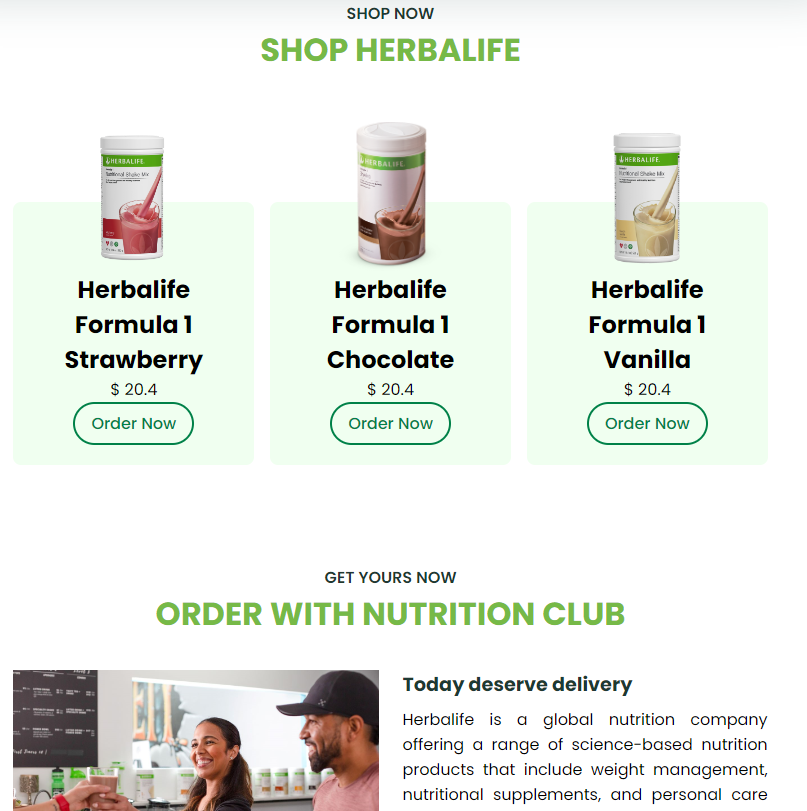 SHOP NOW
SHOP HERBALIFE
HERBALIFE
Nutritional Shake Mix
HERBALIFE
HERBALIFE
Nutritional Shake Mix
Herbalife
Formula 1
Strawberry
$ 20.4
Order Now
Herbalife
Formula 1
Chocolate
$ 20.4
Order Now
Herbalife
Formula 1
Vanilla
$ 20.4
Order Now
GET YOURS NOW
ORDER WITH NUTRITION CLUB
Today deserve delivery
Herbalife is a global nutrition company
offering a range of science-based nutrition
products that include weight management,
nutritional supplements, and personal care